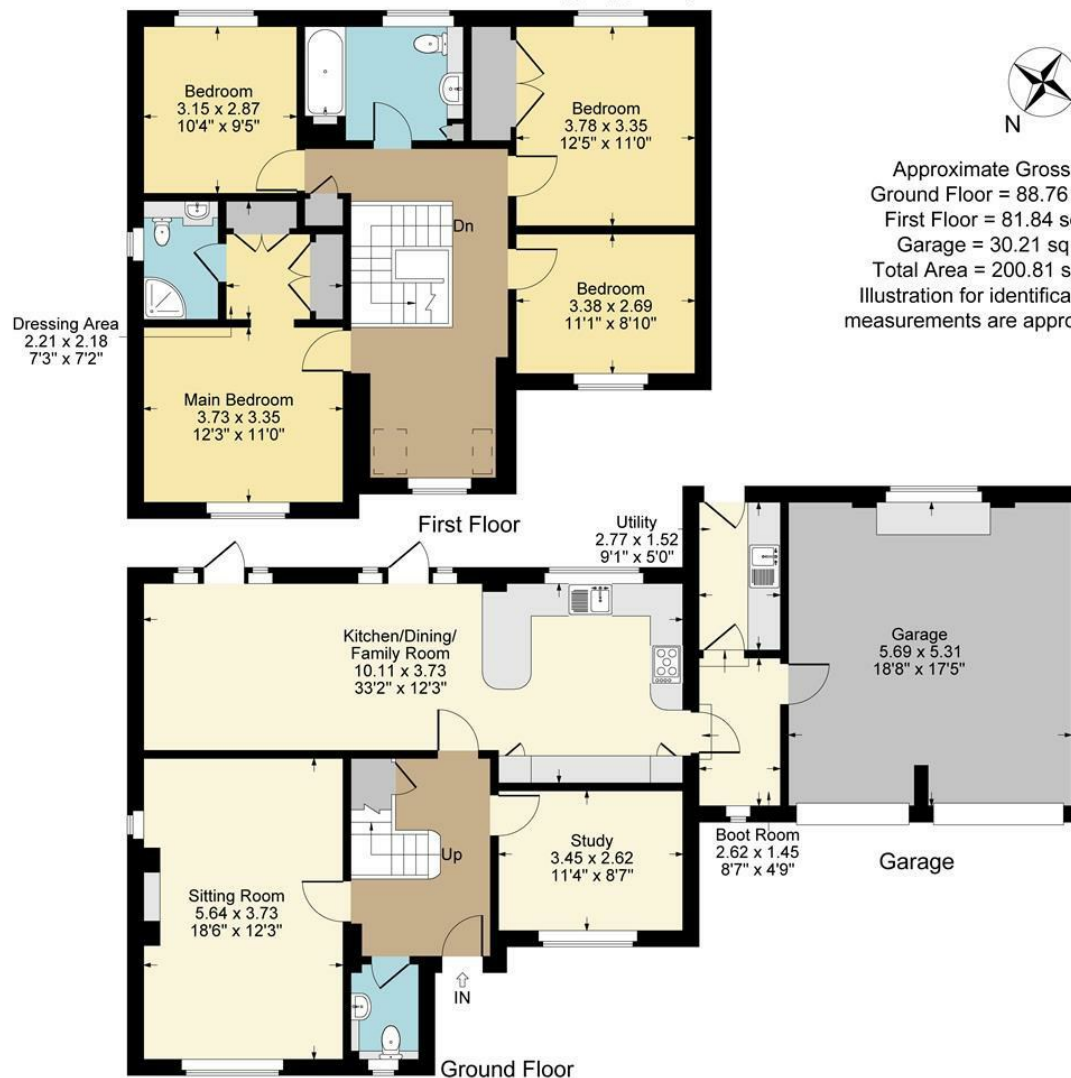 Bedroom
3.15 x 2.87
10'4" x 9'5"
Bedroom
3.78 x 3.35
12'5" x 11'0"
Dn
Bedroom
3.38 x 2.69
11'1" x 8'10"
Dressing Area
2.21 x 2.18
7'3" x 7'2"
Main Bedroom
3.73 x 3.35
12'3" x 11'0"
First Floor
N
Approximate Gross
Ground Floor = 88.76
First Floor = 81.84
Garage = 30.21 sq
Total Area = 200.81
Illustration for
measurements are
Utility
2.77 x 1.52
9'1" x 5'0"
Kitchen/Dining/
Family Room
10.11 x 3.73
33'2" x 12'3"
Garage
5.69 x 5.31
18'8" x 17'5"
Boot Room
2.62 x 1.45
8'7" x 4'9"
Garage
Up
Study
3.45 x 2.62
11'4" x 8'7"
Sitting Room
5.64 x 3.73
18'6" x 12'3"
IN
Ground Floor